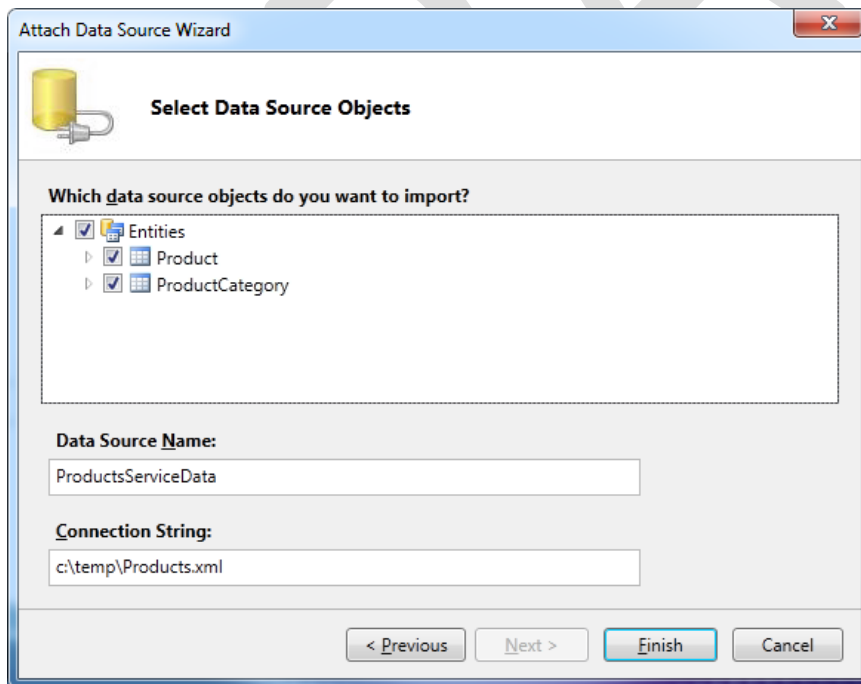 Attach Data Source Wizard
Select Data Source Objects
Which data source objects do you want to import?
Entities
Product
ProductCategory
Data Source Name:
ProductsServiceData
Connection String:
c:\temp\Products.xml
< Previous Next > Finish Cancel